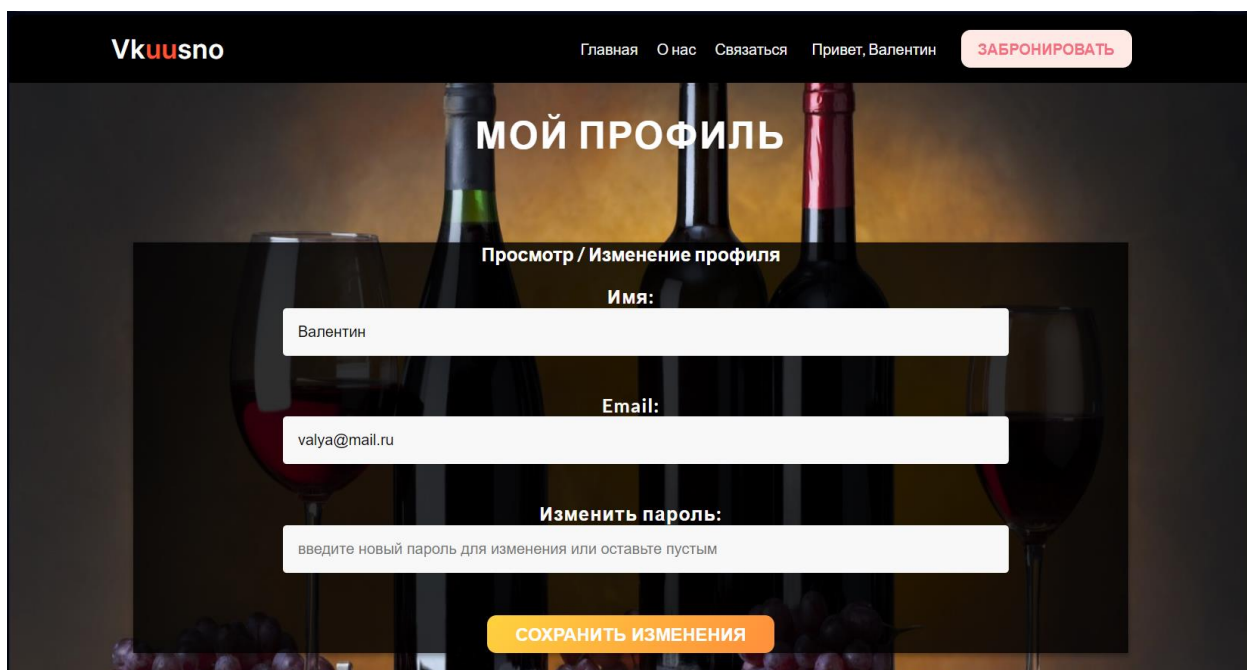 Vkuusno
Главная О нас Связаться Привет, Валентин ЗАБРОНИРОВАТЬ
МОЙ ПРОФИЛЬ
Просмотр / Изменение профиля
Имя:
Валентин
Email:
valya@mail.ru
Изменить пароль:
введите новый пароль для изменения или оставьте пустым
СОХРАНИТЬ ИЗМЕНЕНИЯ